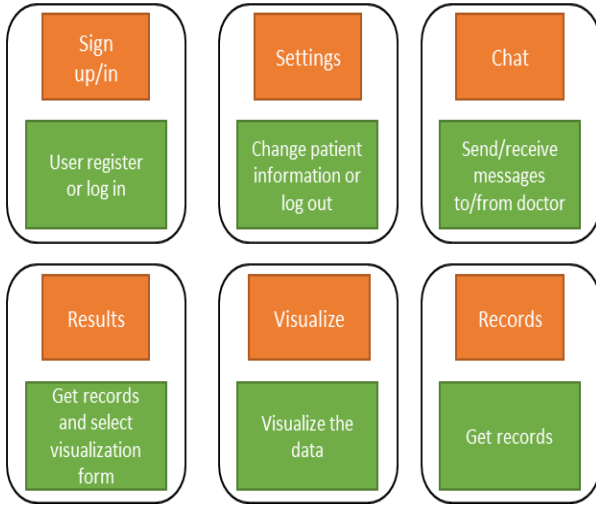 Sign
up/in
User register
or log in
Settings
Change patient
information or
log out
Chat
Send/receive
messages
to/from doctor
Results
Get records
and select
visualization
form
Visualize
Visualize the
data
Records
Get records